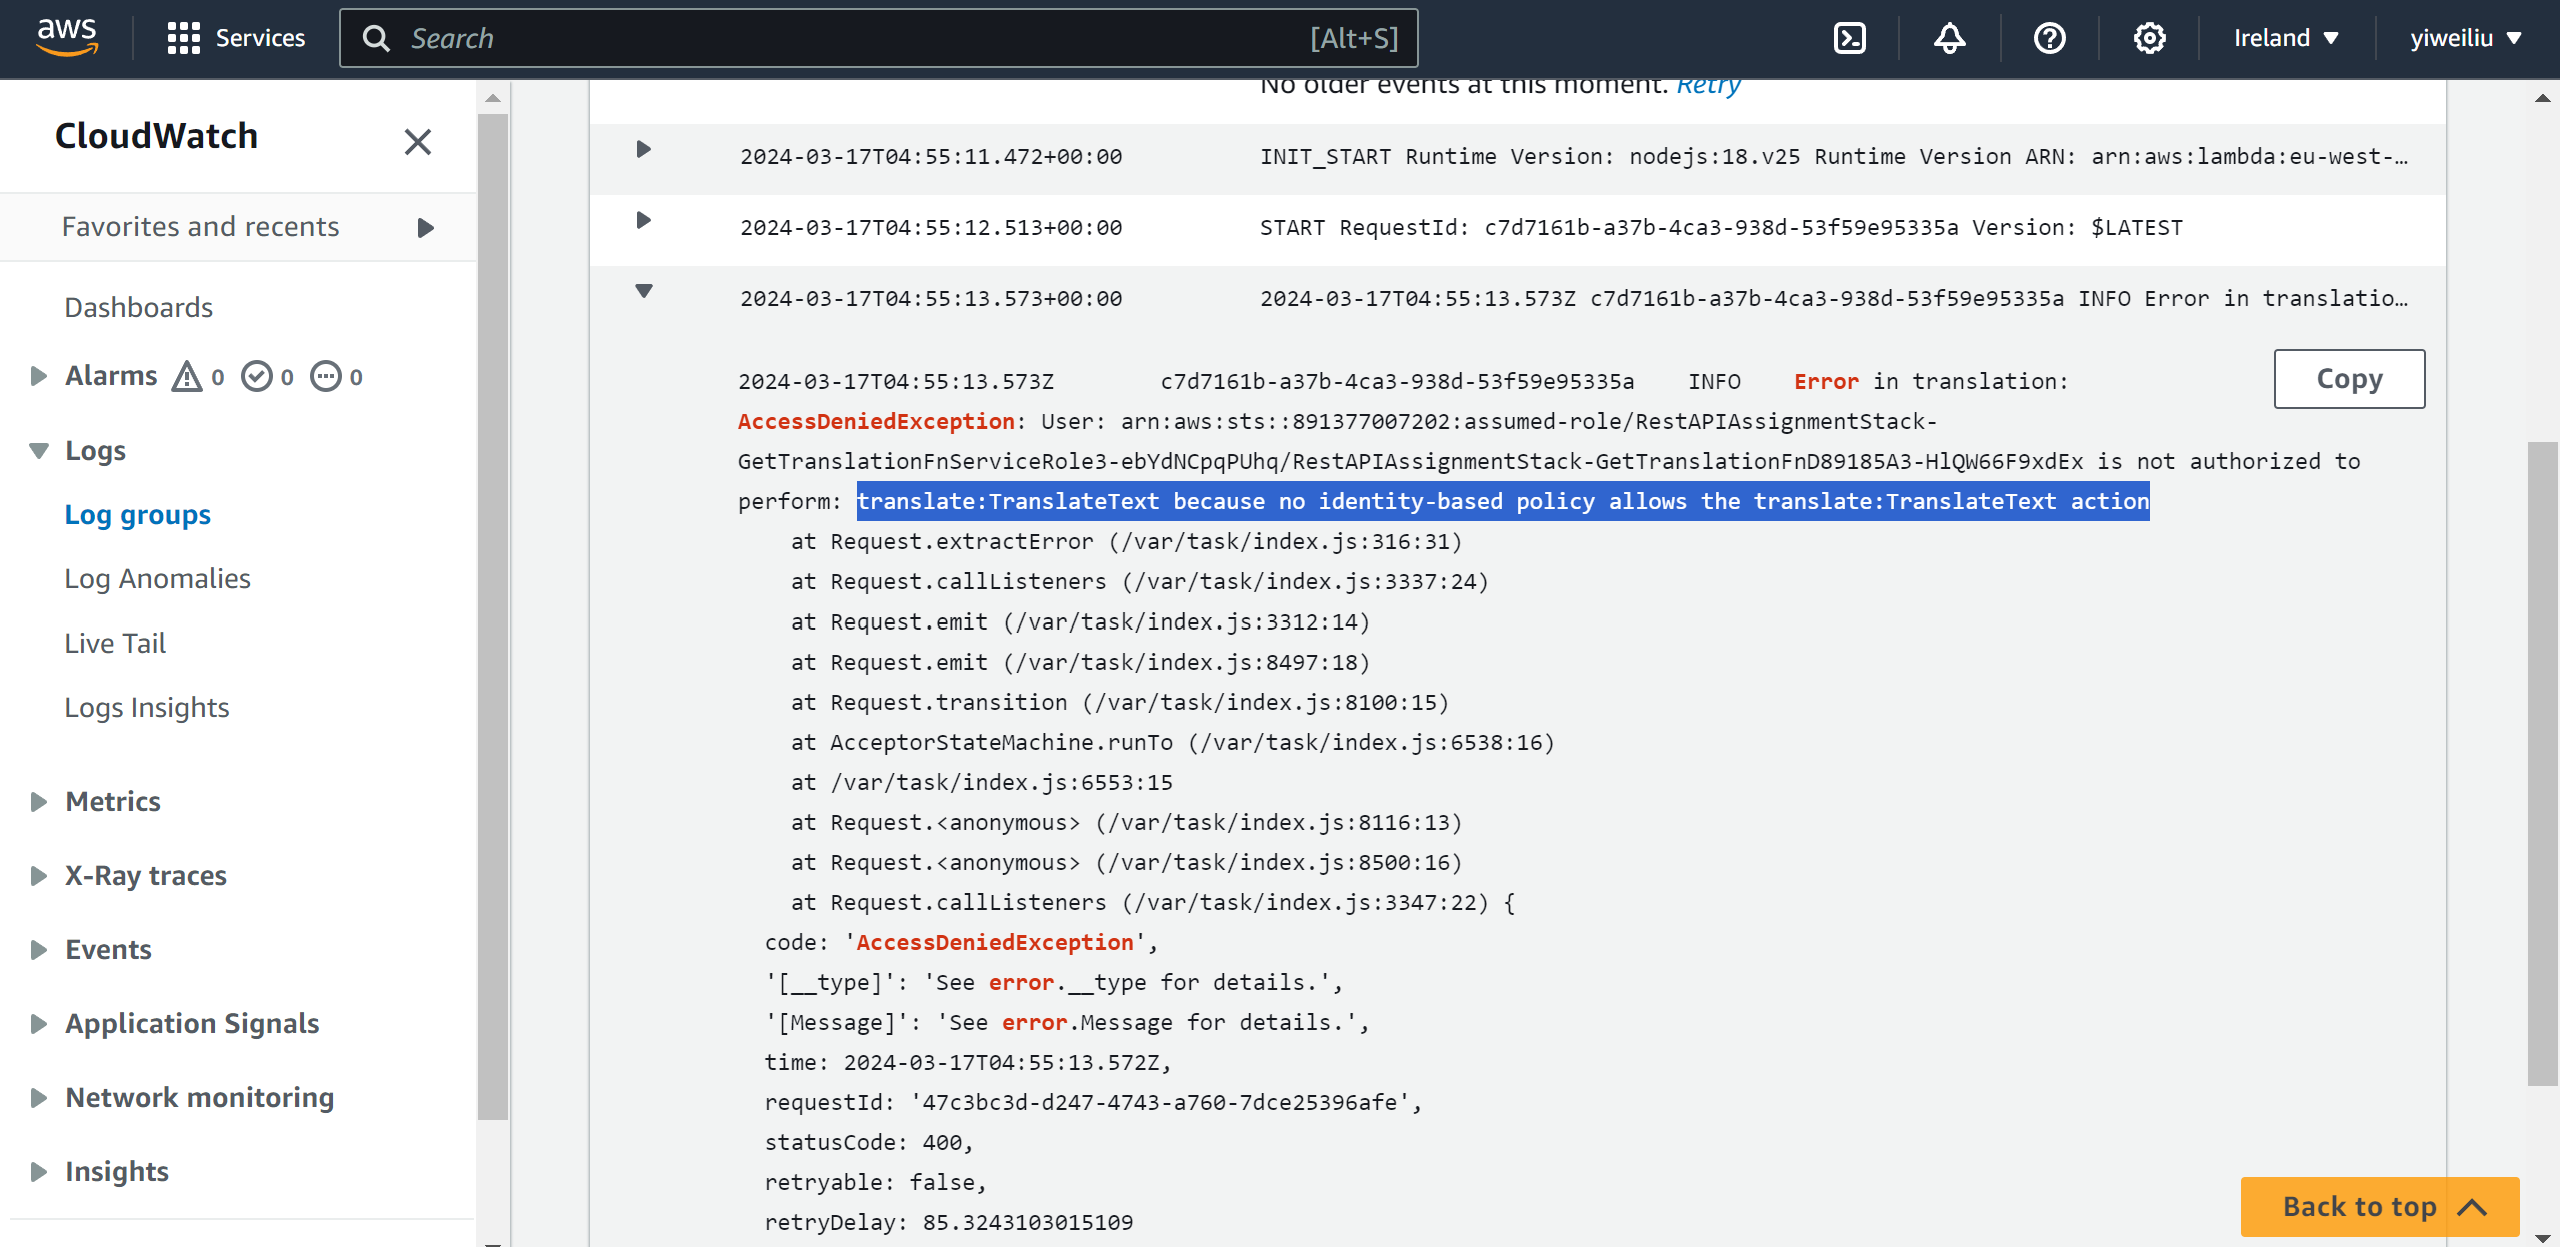 aws
Services
Search
[Alt+S]
Ireland
yiweiliu
CloudWatch
Favorites and recents
Dashboards
Alarms 0 0 0
Logs
Log groups
Log Anomalies
Live Tail
Logs Insights
Metrics
X-Ray traces
Events
Application Signals
Network monitoring
Insights
No older events at this moment. Retry
2024-03-17T04:55:11.472+00:00 INIT_START Runtime Version: nodejs:18.v25 Runtime Version ARN: arn:aws:lambda:eu-west-…
2024-03-17T04:55:12.513+00:00 START RequestId: c7d7161b-a37b-4ca3-938d-53f59e95335a Version: $LATEST
2024-03-17T04:55:13.573+00:00 2024-03-17T04:55:13.573Z c7d7161b-a37b-4ca3-938d-53f59e95335a INFO Error in translatio…
Copy
2024-03-17T04:55:13.573Z c7d7161b-a37b-4ca3-938d-53f59e95335a INFO Error in translation:
AccessDeniedException: User: arn:aws:sts::891377007202:assumed-role/RestAPIAssignmentStack-
GetTranslationFnServiceRole3-ebYdNCpqPUhq/RestAPIAssignmentStack-GetTranslationFnD89185A3-HlQW66F9xdEx is not authorized to
perform: translate:TranslateText because no identity-based policy allows the translate:TranslateText action
at Request.extractError (/var/task/index.js:316:31)
at Request.callListeners (/var/task/index.js:3337:24)
at Request.emit (/var/task/index.js:3312:14)
at Request.emit (/var/task/index.js:8497:18)
at Request.transition (/var/task/index.js:8100:15)
at AcceptorStateMachine.runTo (/var/task/index.js:6538:16)
at /var/task/index.js:6553:15
at Request.<anonymous> (/var/task/index.js:8116:13)
at Request.<anonymous> (/var/task/index.js:8500:16)
at Request.callListeners (/var/task/index.js:3347:22) {
code: 'AccessDeniedException',
'[__type]': 'See error.__type for details.',
'[Message]': 'See error.Message for details.',
time: 2024-03-17T04:55:13.572Z,
requestId: '47c3bc3d-d247-4743-a760-7dce25396afe',
statusCode: 400,
retryable: false,
retryDelay: 85.3243103015109
Back to top